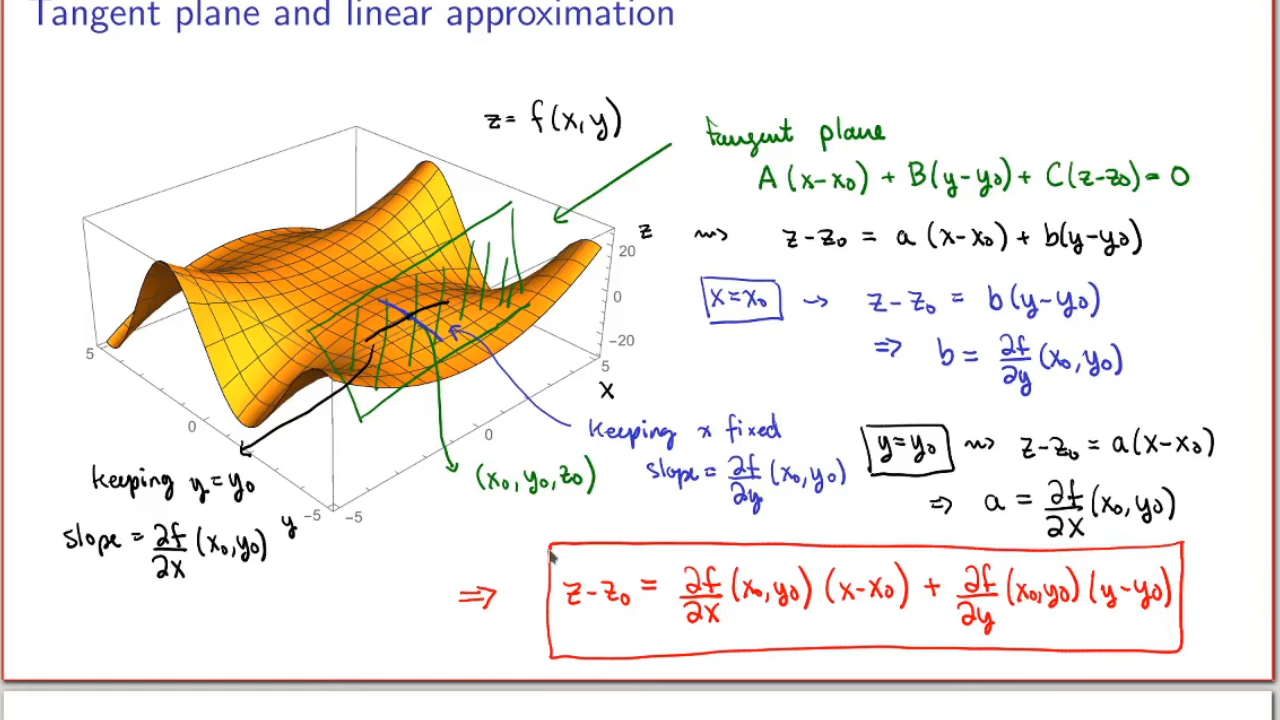 Tangent plane and linear approximation
z = f(x,y)
tangent plane
A(x-x₀) + B(y-y₀) + C(z-z₀) = 0
z
20
0
-20
5
x
0
-5
-5
y
0
5
⇝ z-z₀ = a(x-x₀) + b(y-y₀)
x=x₀ → z-z₀ = b(y-y₀)
⇒ b = ∂f/∂y (x₀,y₀)
keeping x fixed
slope = ∂f/∂y (x₀,y₀)
(x₀,y₀,z₀)
y=y₀ ⇝ z-z₀ = a(x-x₀)
⇒ a = ∂f/∂x (x₀,y₀)
keeping y=y₀
slope = ∂f/∂x (x₀,y₀)
⇒ z-z₀ = ∂f/∂x (x₀,y₀)(x-x₀) + ∂f/∂y (x₀,y₀)(y-y₀)